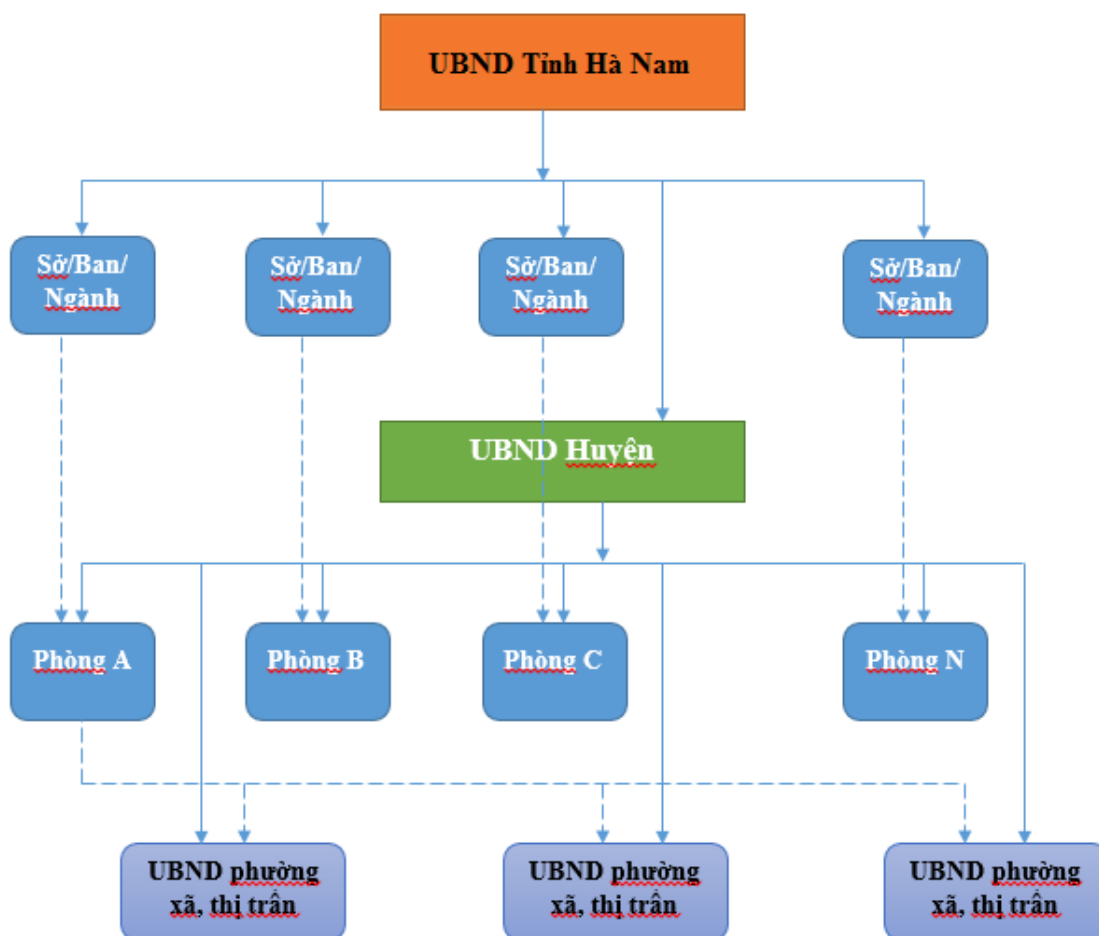 UBND Tỉnh Hà Nam
Sở/Ban/
Ngành
Sở/Ban/
Ngành
Sở/Ban/
Ngành
Sở/Ban/
Ngành
UBND Huyện
Phòng A
Phòng B
Phòng C
Phòng N
UBND phường
xã, thị trấn
UBND phường
xã, thị trấn
UBND phường
xã, thị trấn